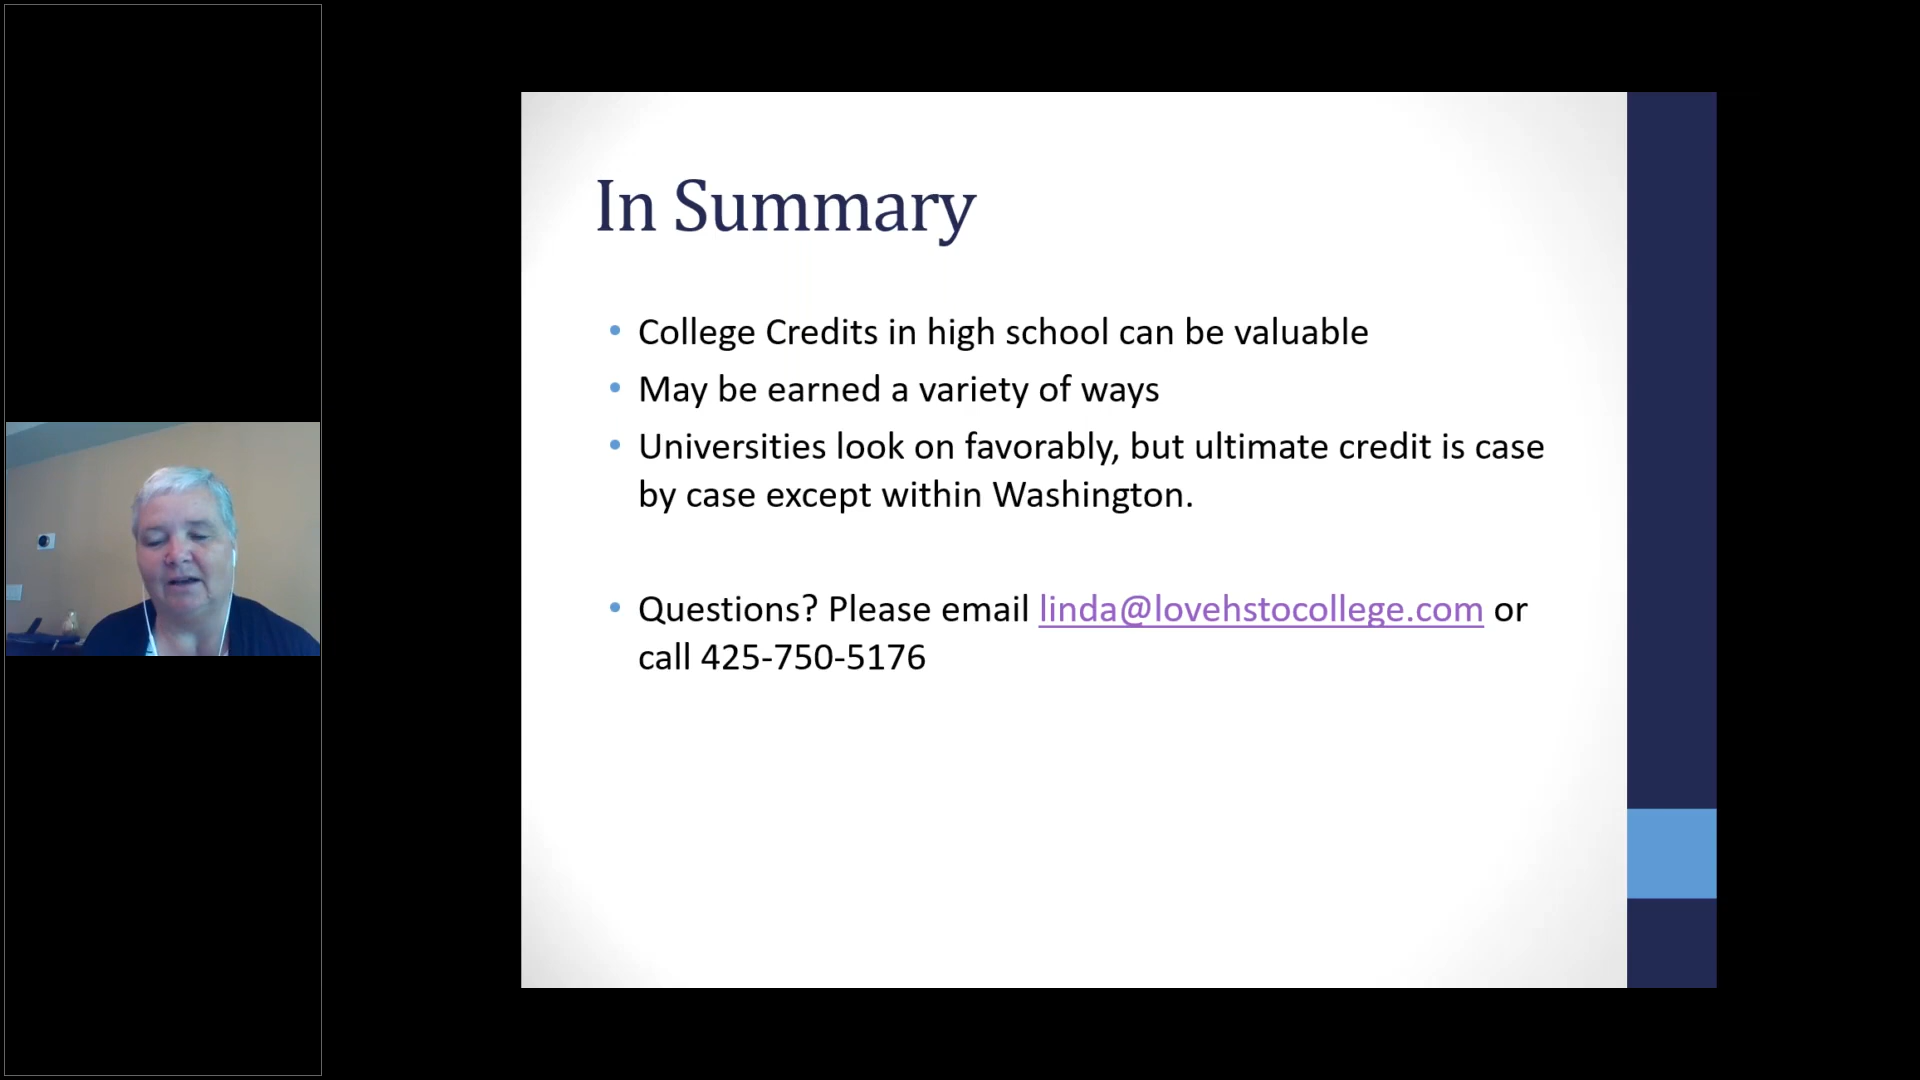 In Summary
• College Credits in high school can be valuable
• May be earned a variety of ways
• Universities look on favorably, but ultimate credit is case
by case except within Washington.
• Questions? Please email linda@lovehstocollege.com or
call 425-750-5176